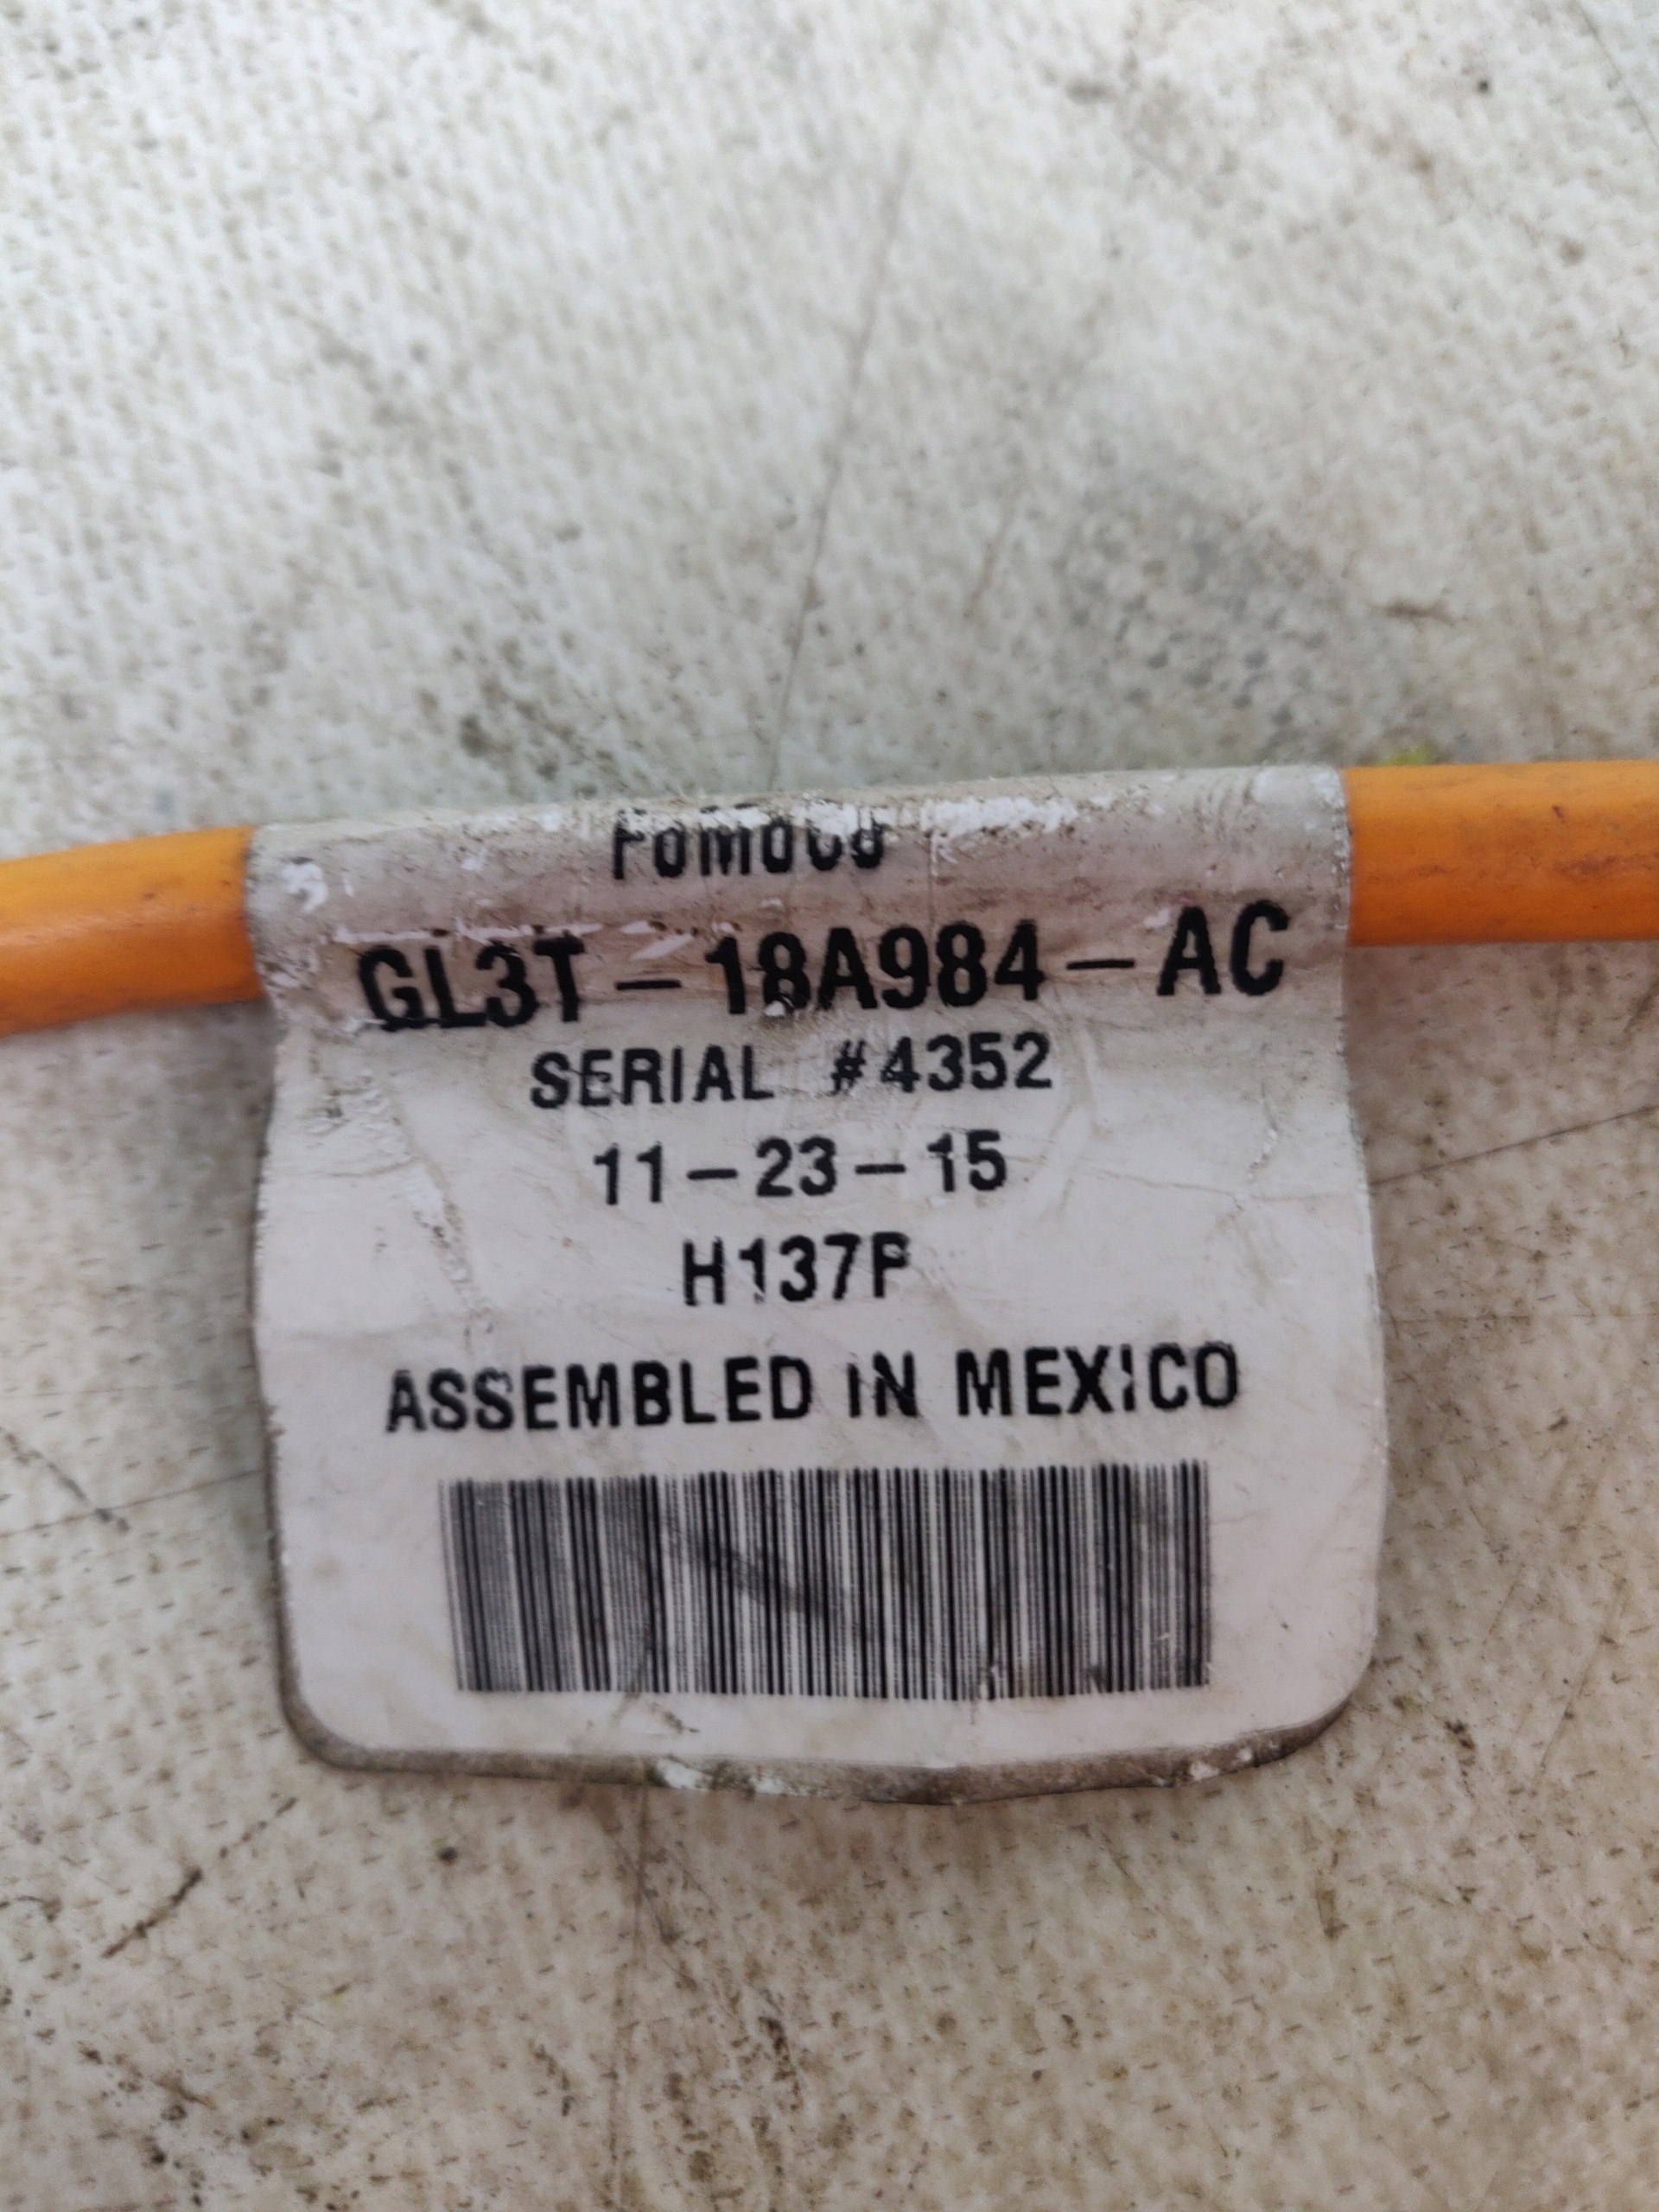 FoMoCo
GL3T-18A984-AC
SERIAL #4352
11-23-15
H137P
ASSEMBLED IN MEXICO